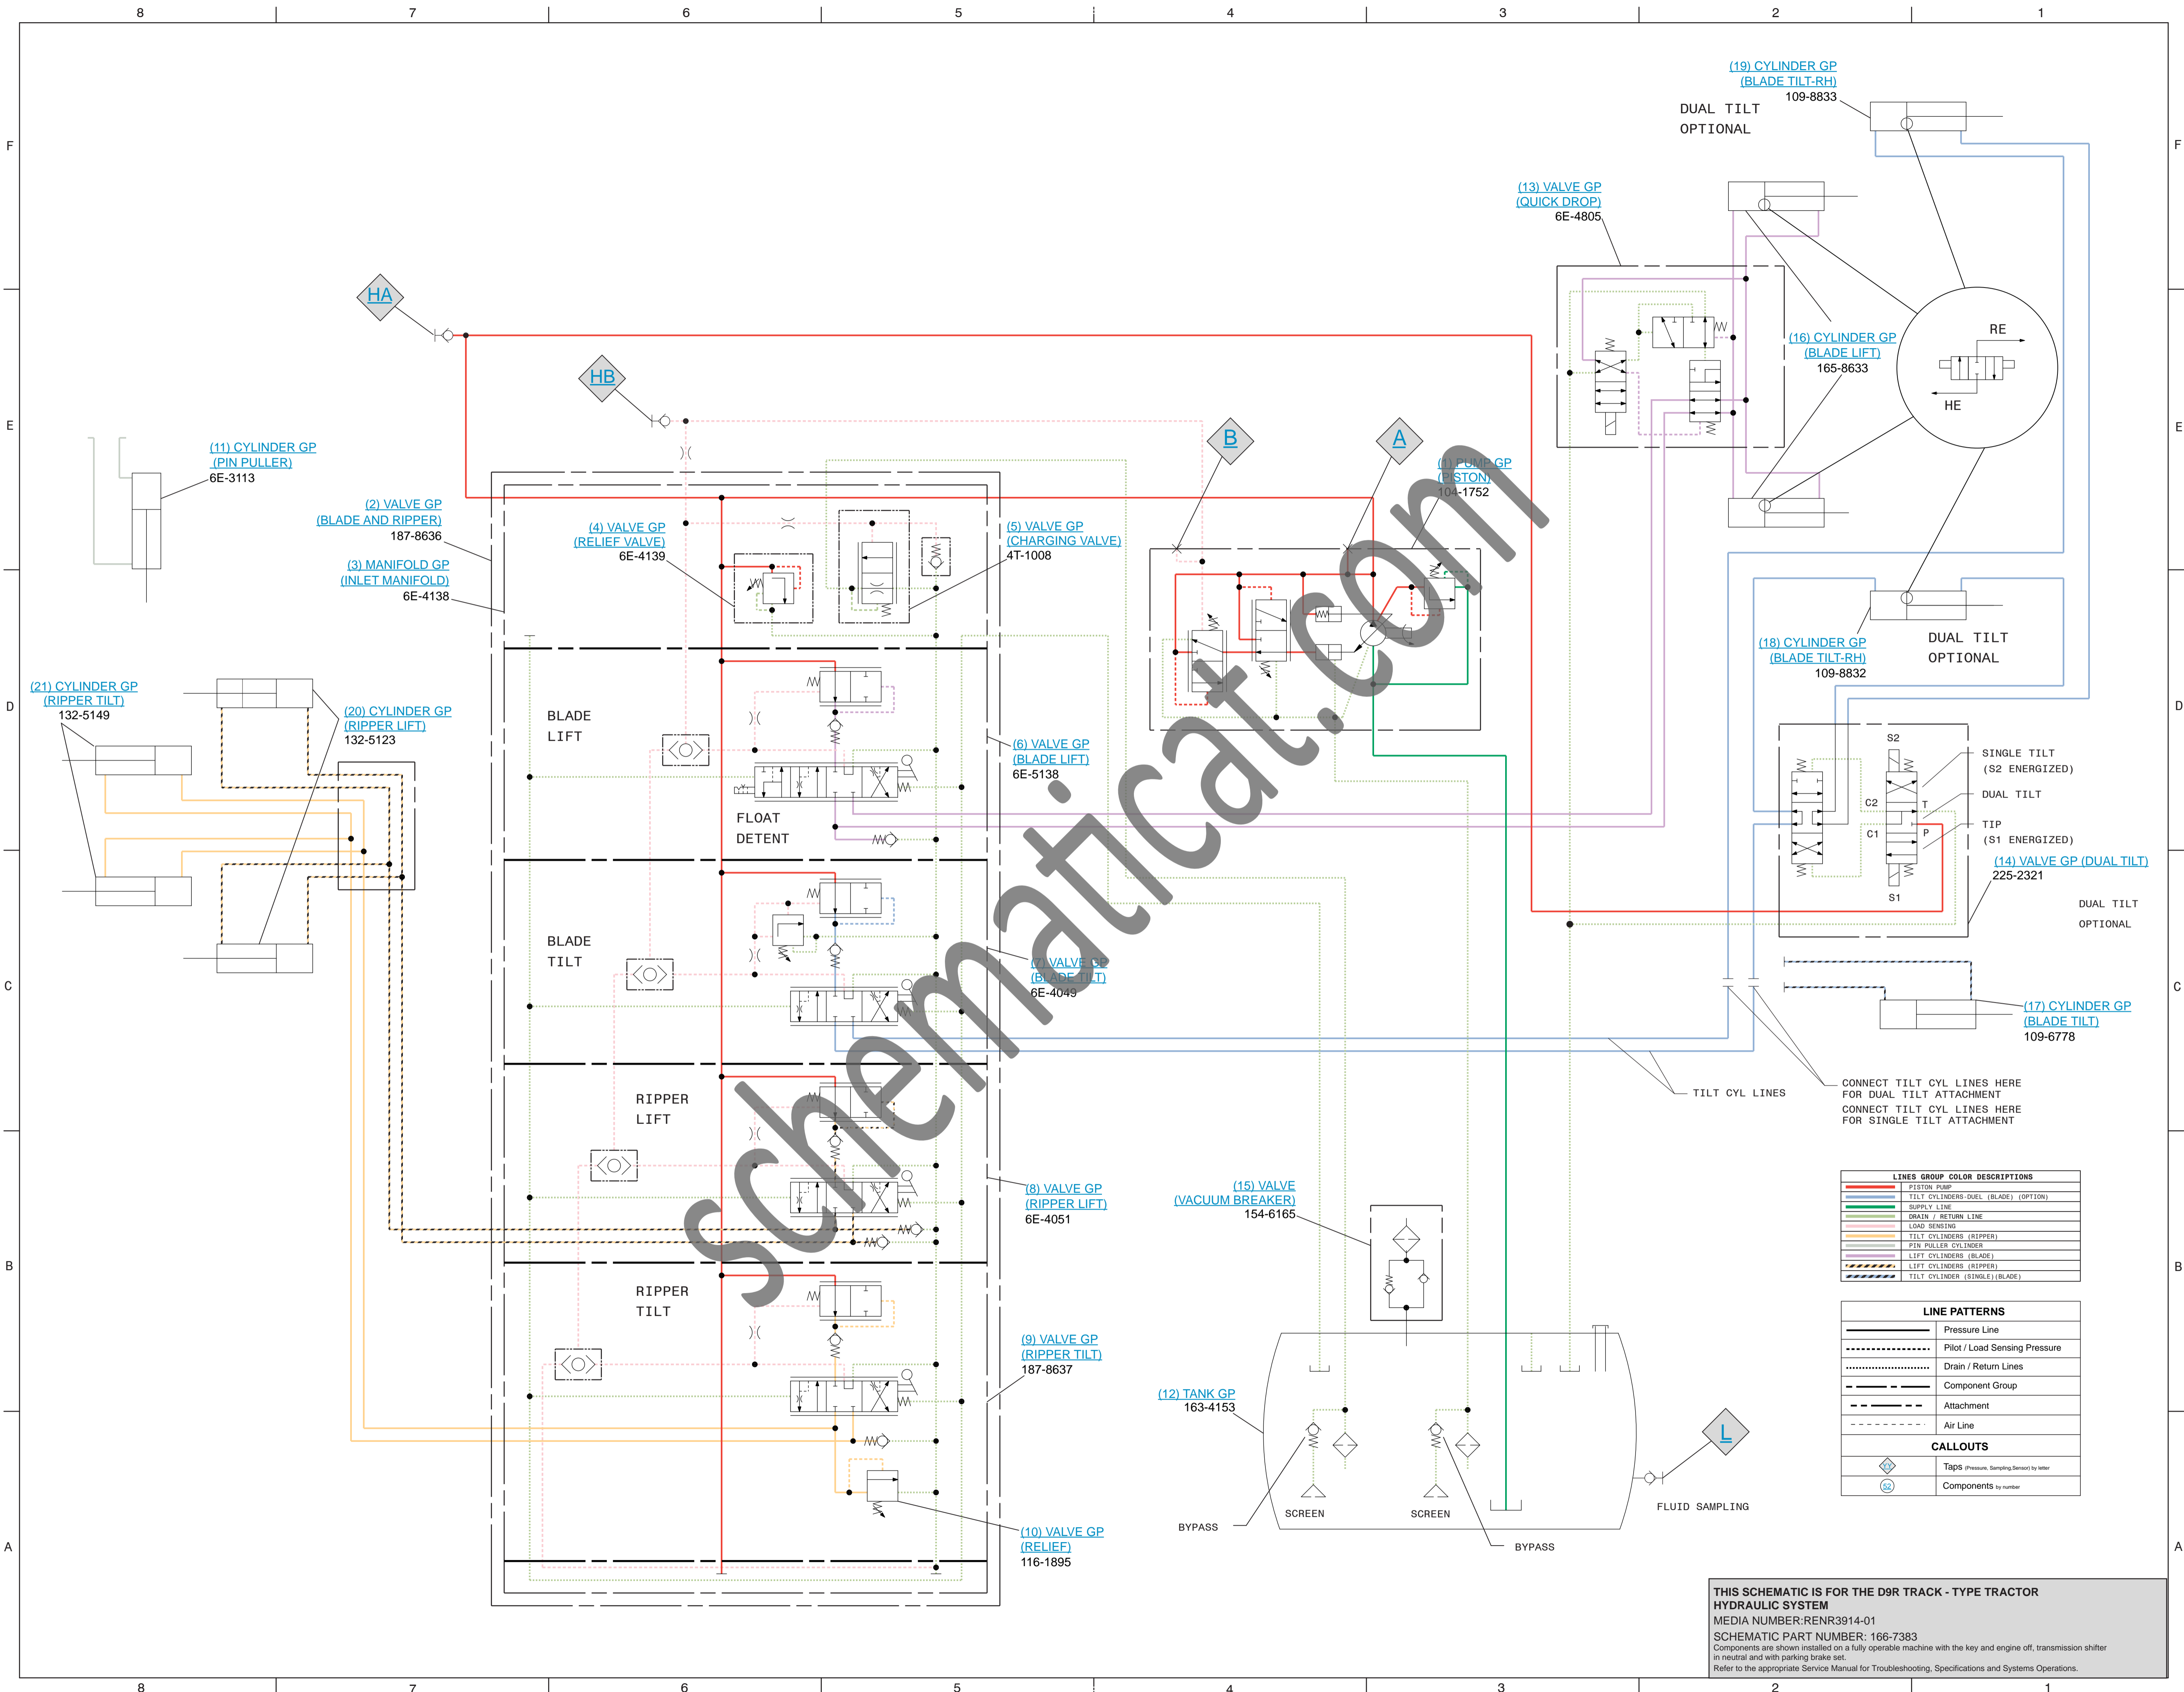 8 7 6 5 4 3 2 1
F
F
E
E
D
D
C
C
B
B
A
A
(19) CYLINDER GP
(BLADE TILT-RH)
109-8833
DUAL TILT
OPTIONAL
(13) VALVE GP
(QUICK DROP)
6E-4805
HA
HB
B
A
(16) CYLINDER GP
(BLADE LIFT)
165-8633
RE
HE
(11) CYLINDER GP
(PIN PULLER)
6E-3113
(2) VALVE GP
(BLADE AND RIPPER)
187-8636
(3) MANIFOLD GP
(INLET MANIFOLD)
6E-4138
(4) VALVE GP
(RELIEF VALVE)
6E-4139
(5) VALVE GP
(CHARGING VALVE)
4T-1008
(1) PUMP GP
(PISTON)
104-1752
(18) CYLINDER GP
(BLADE TILT-RH)
109-8832
DUAL TILT
OPTIONAL
(21) CYLINDER GP
(RIPPER TILT)
132-5149
(20) CYLINDER GP
(RIPPER LIFT)
132-5123
BLADE
LIFT
FLOAT
DETENT
(6) VALVE GP
(BLADE LIFT)
6E-5138
S2
SINGLE TILT
(S2 ENERGIZED)
DUAL TILT
C2
T
C1
P
TIP
(S1 ENERGIZED)
S1
(14) VALVE GP (DUAL TILT)
225-2321
DUAL TILT
OPTIONAL
BLADE
TILT
(7) VALVE GP
(BLADE TILT)
6E-4049
(17) CYLINDER GP
(BLADE TILT)
109-6778
TILT CYL LINES
CONNECT TILT CYL LINES HERE
FOR DUAL TILT ATTACHMENT
CONNECT TILT CYL LINES HERE
FOR SINGLE TILT ATTACHMENT
RIPPER
LIFT
(8) VALVE GP
(RIPPER LIFT)
6E-4051
(15) VALVE
(VACUUM BREAKER)
154-6165
RIPPER
TILT
(9) VALVE GP
(RIPPER TILT)
187-8637
(12) TANK GP
163-4153
(10) VALVE GP
(RELIEF)
116-1895
BYPASS
SCREEN
SCREEN
BYPASS
L
FLUID SAMPLING
LINES GROUP COLOR DESCRIPTIONS
PISTON PUMP
TILT CYLINDERS-DUEL (BLADE) (OPTION)
SUPPLY LINE
DRAIN / RETURN LINE
LOAD SENSING
TILT CYLINDERS (RIPPER)
PIN PULLER CYLINDER
LIFT CYLINDERS (BLADE)
LIFT CYLINDERS (RIPPER)
TILT CYLINDER (SINGLE)(BLADE)
LINE PATTERNS
Pressure Line
Pilot / Load Sensing Pressure
Drain / Return Lines
Component Group
Attachment
Air Line
CALLOUTS
YY Taps (Pressure, Sampling,Sensor) by letter
52 Components by number
schematicat.com
THIS SCHEMATIC IS FOR THE D9R TRACK - TYPE TRACTOR
HYDRAULIC SYSTEM
MEDIA NUMBER:RENR3914-01
SCHEMATIC PART NUMBER: 166-7383
Components are shown installed on a fully operable machine with the key and engine off, transmission shifter
in neutral and with parking brake set.
Refer to the appropriate Service Manual for Troubleshooting, Specifications and Systems Operations.
8 7 6 5 4 3 2 1